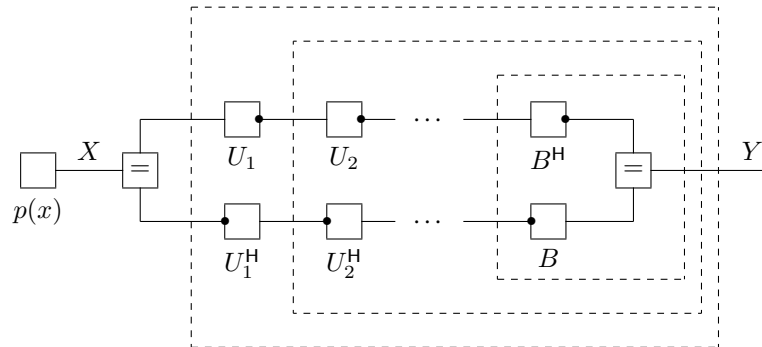 X
=
p(x)
U₁
U₂
⋯
Bᴴ
=
Y
U₁ᴴ
U₂ᴴ
⋯
B